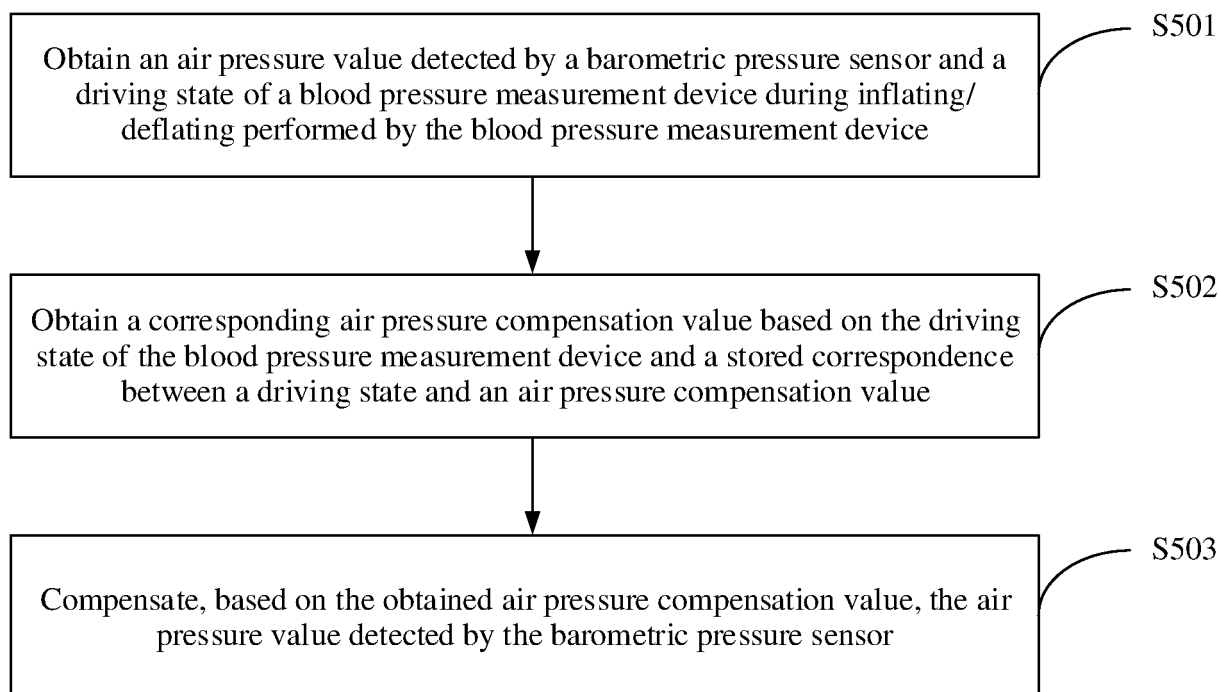 S501
Obtain an air pressure value detected by a barometric pressure sensor and a
driving state of a blood pressure measurement device during inflating/
deflating performed by the blood pressure measurement device
S502
Obtain a corresponding air pressure compensation value based on the driving
state of the blood pressure measurement device and a stored correspondence
between a driving state and an air pressure compensation value
S503
Compensate, based on the obtained air pressure compensation value, the air
pressure value detected by the barometric pressure sensor